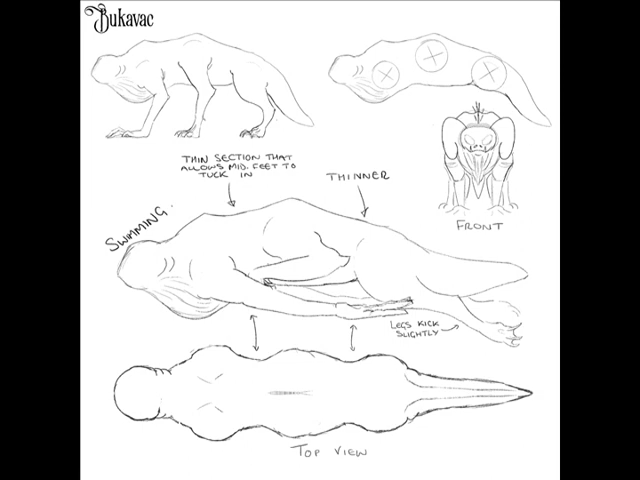 Bukavac
THIN SECTION THAT
ALLOWS MID. FEET TO
TUCK IN
THINNER
FRONT
SWIMMING.
LEGS KICK
SLIGHTLY
TOP VIEW